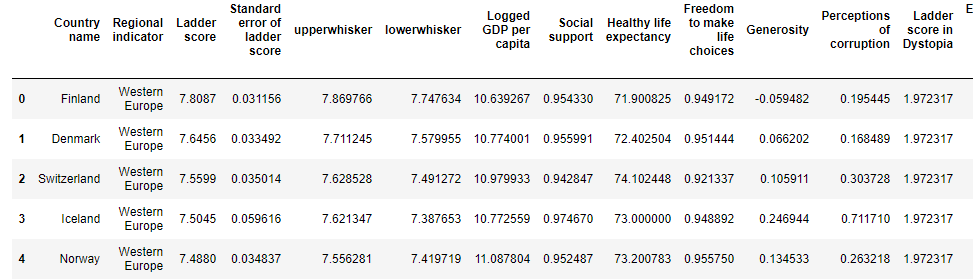 Country name Regional indicator Ladder score Standard error of ladder score upperwhisker lowerwhisker Logged GDP per capita Social support Healthy life expectancy Freedom to make life choices Generosity Perceptions of corruption Ladder score in Dystopia E
0 Finland Western Europe 7.8087 0.031156 7.869766 7.747634 10.639267 0.954330 71.900825 0.949172 -0.059482 0.195445 1.972317
1 Denmark Western Europe 7.6456 0.033492 7.711245 7.579955 10.774001 0.955991 72.402504 0.951444 0.066202 0.168489 1.972317
2 Switzerland Western Europe 7.5599 0.035014 7.628528 7.491272 10.979933 0.942847 74.102448 0.921337 0.105911 0.303728 1.972317
3 Iceland Western Europe 7.5045 0.059616 7.621347 7.387653 10.772559 0.974670 73.000000 0.948892 0.246944 0.711710 1.972317
4 Norway Western Europe 7.4880 0.034837 7.556281 7.419719 11.087804 0.952487 73.200783 0.955750 0.134533 0.263218 1.972317